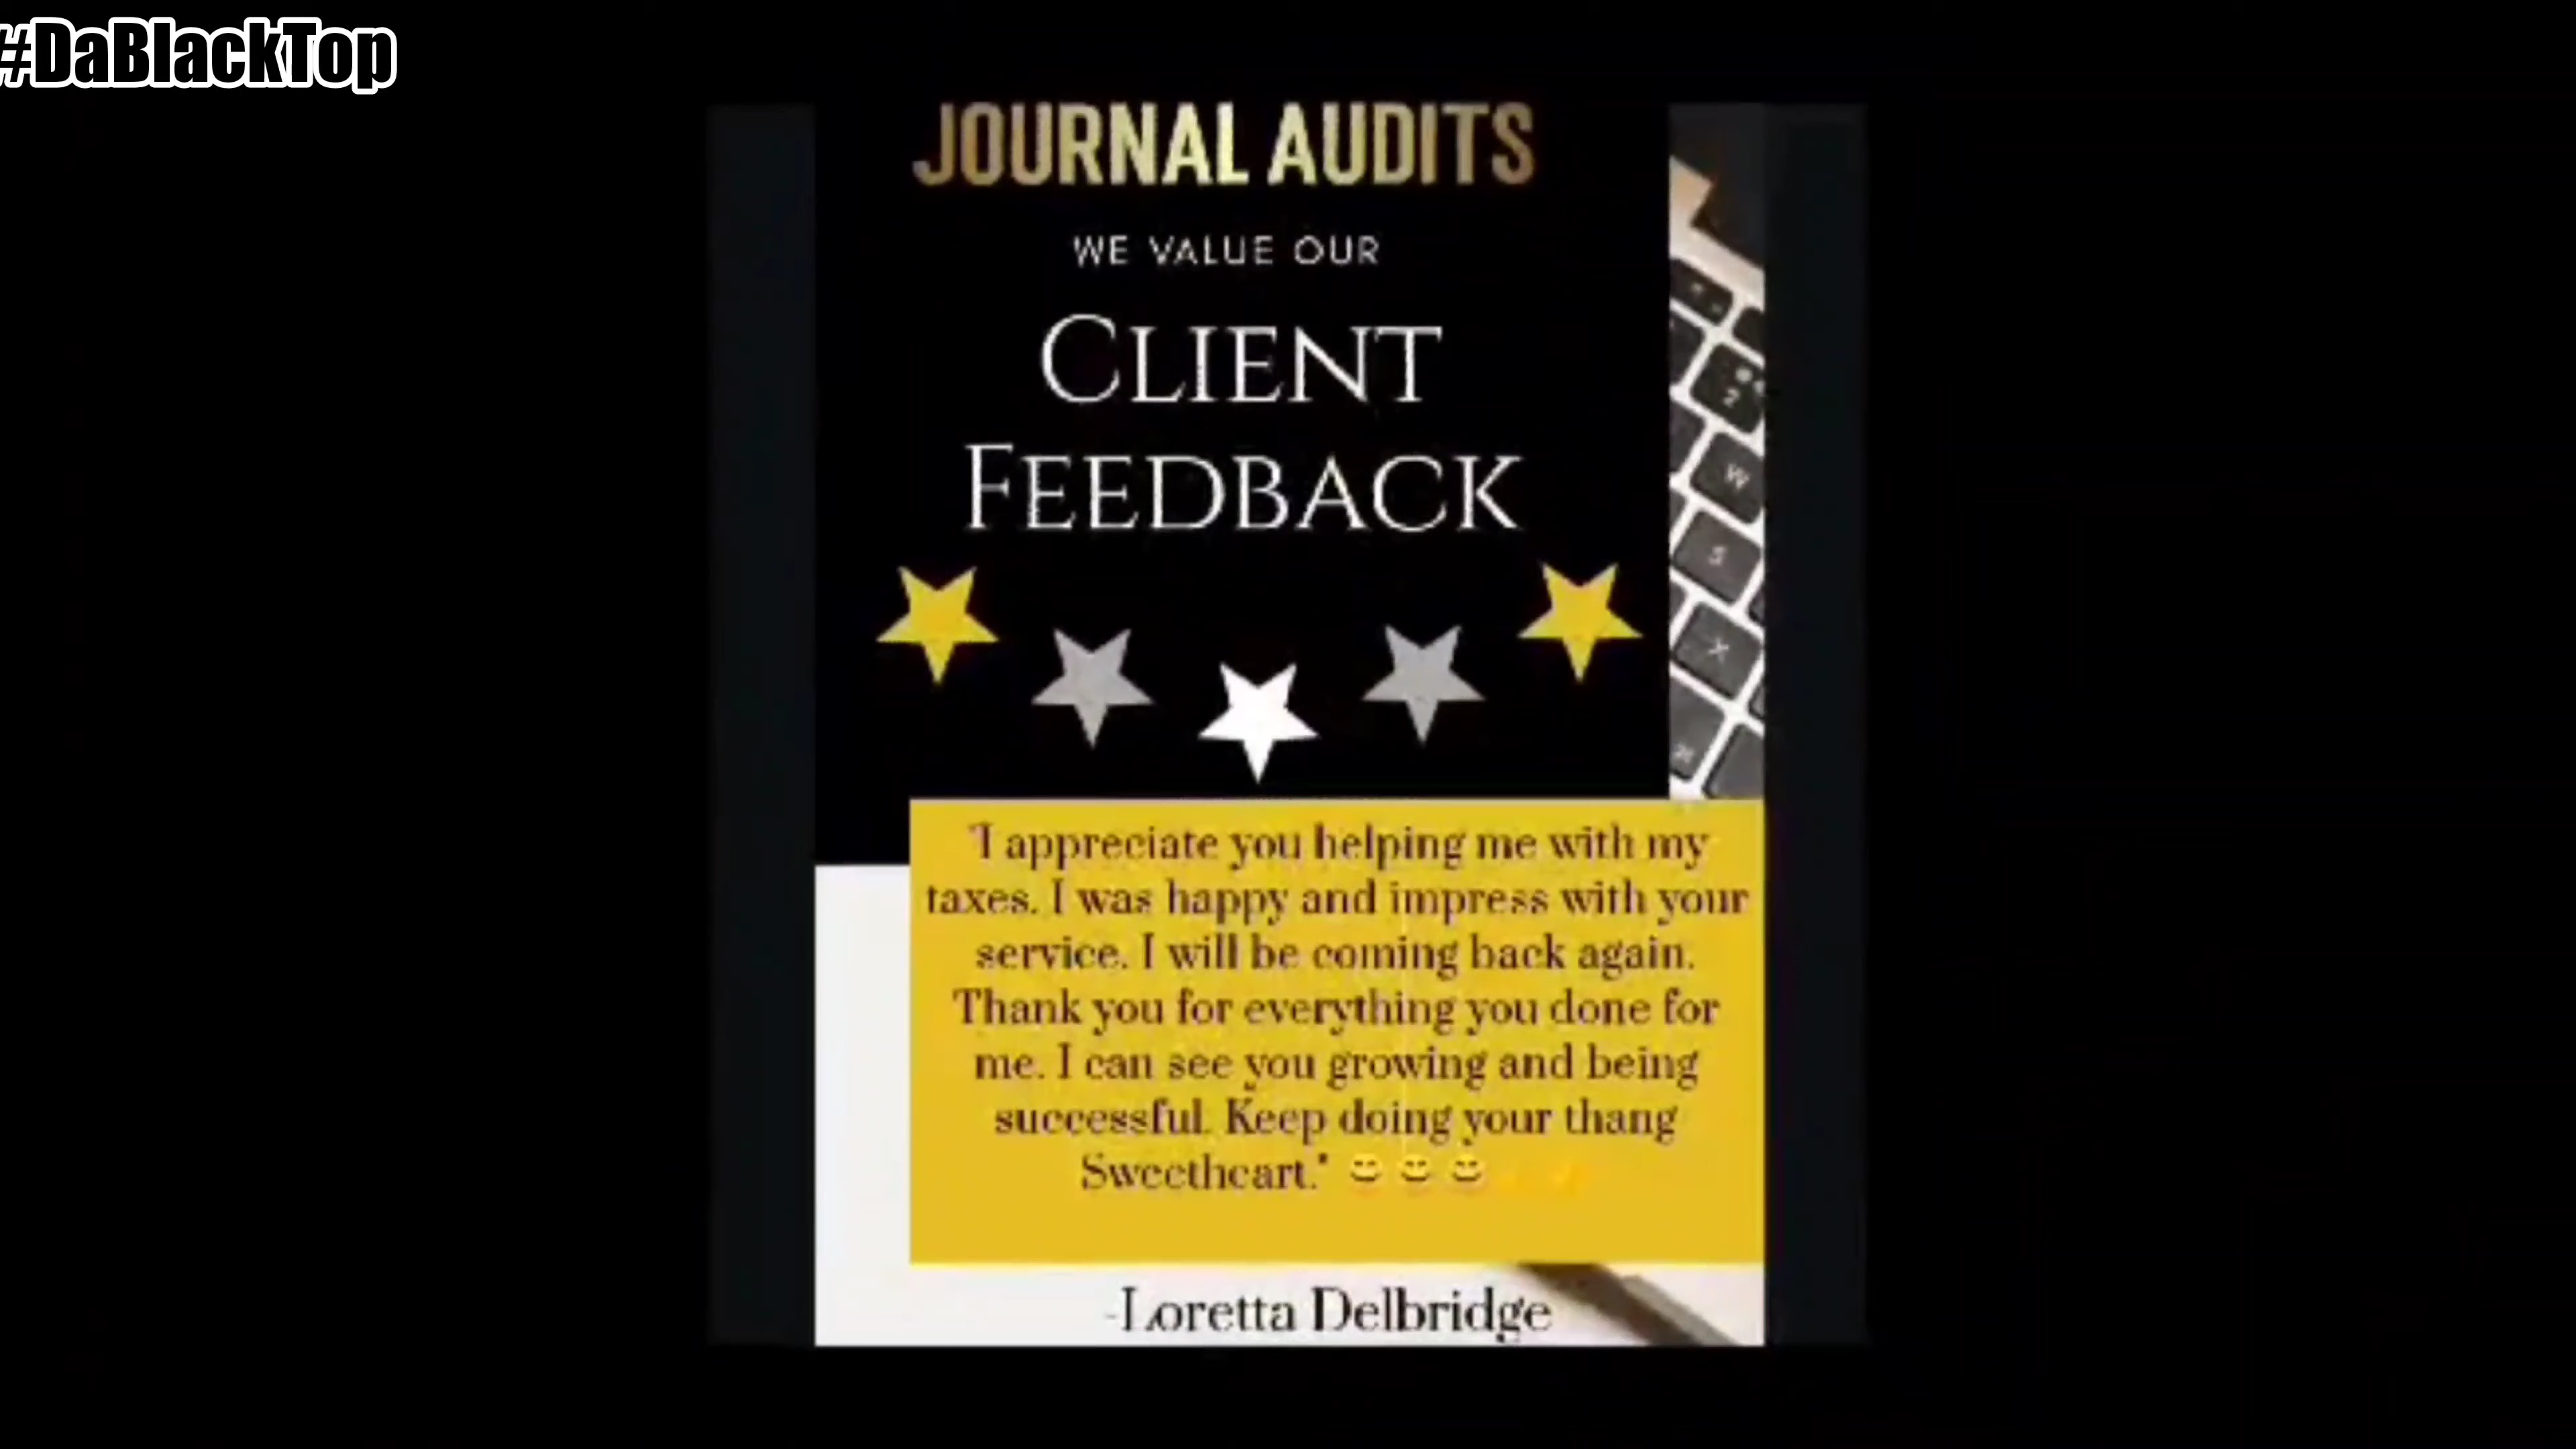 #DaBlackTop
JOURNAL AUDITS
WE VALUE OUR
CLIENT
FEEDBACK
Z
W
S
X
"I appreciate you helping me with my
taxes. I was happy and impress with your
service. I will be coming back again.
Thank you for everything you done for
me. I can see you growing and being
successful. Keep doing your thang
Sweetheart." 😊 😊 😊
-Loretta Delbridge